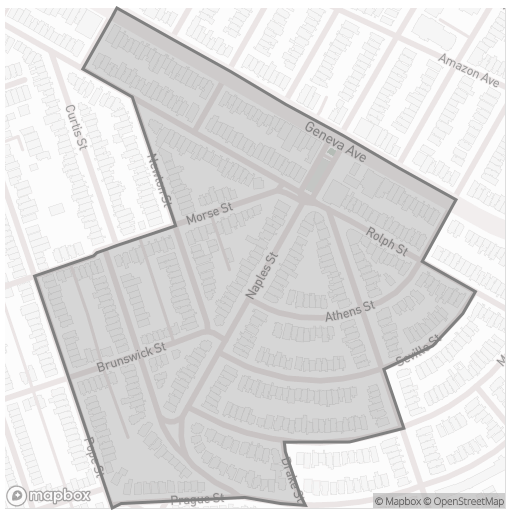 Amazon Ave
Curtis St
Geneva Ave
Newton St
Morse St
Rolph St
Naples St
Athens St
Seville St
Brunswick St
Pope St
Drake St
Prague St
mapbox
© Mapbox © OpenStreetMap